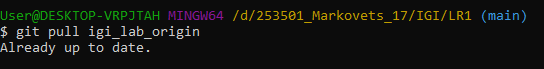 User@DESKTOP-VRPJTAH MINGW64 /d/253501_Markovets_17/IGI/LR1 (main)
$ git pull igi_lab_origin
Already up to date.